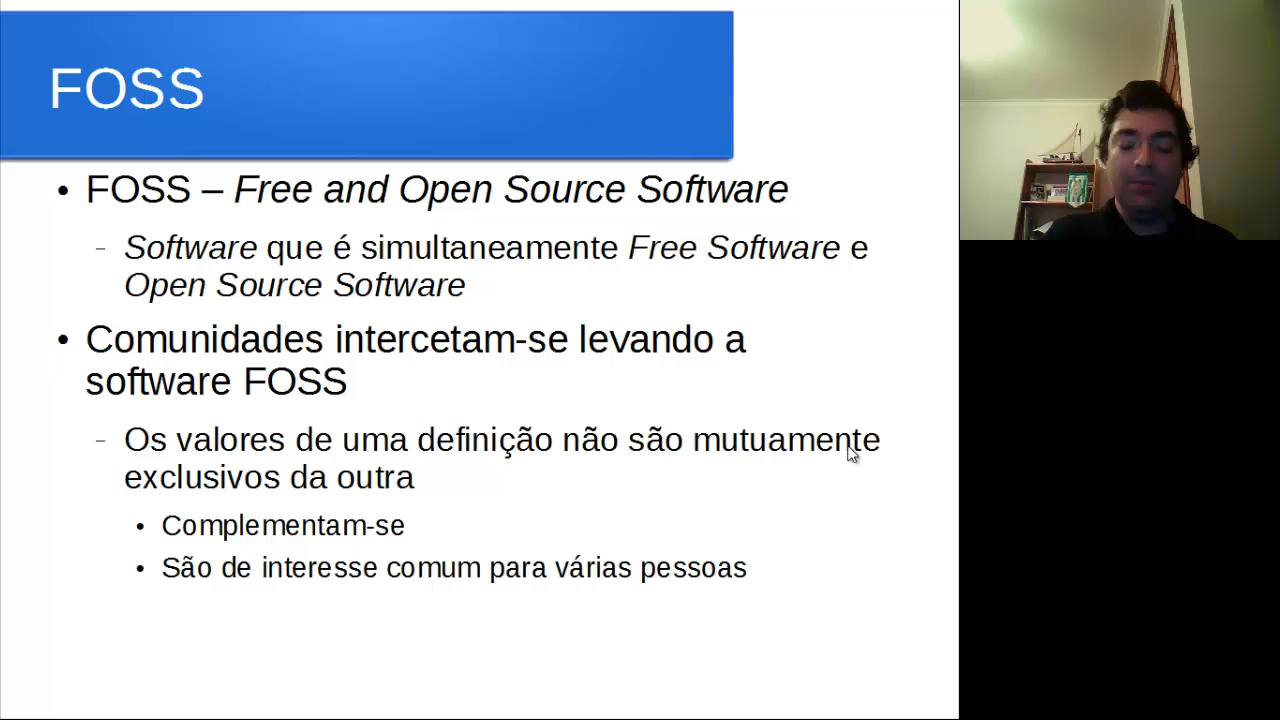 FOSS
• FOSS – Free and Open Source Software
– Software que é simultaneamente Free Software e
Open Source Software
• Comunidades intercetam-se levando a
software FOSS
– Os valores de uma definição não são mutuamente
exclusivos da outra
• Complementam-se
• São de interesse comum para várias pessoas